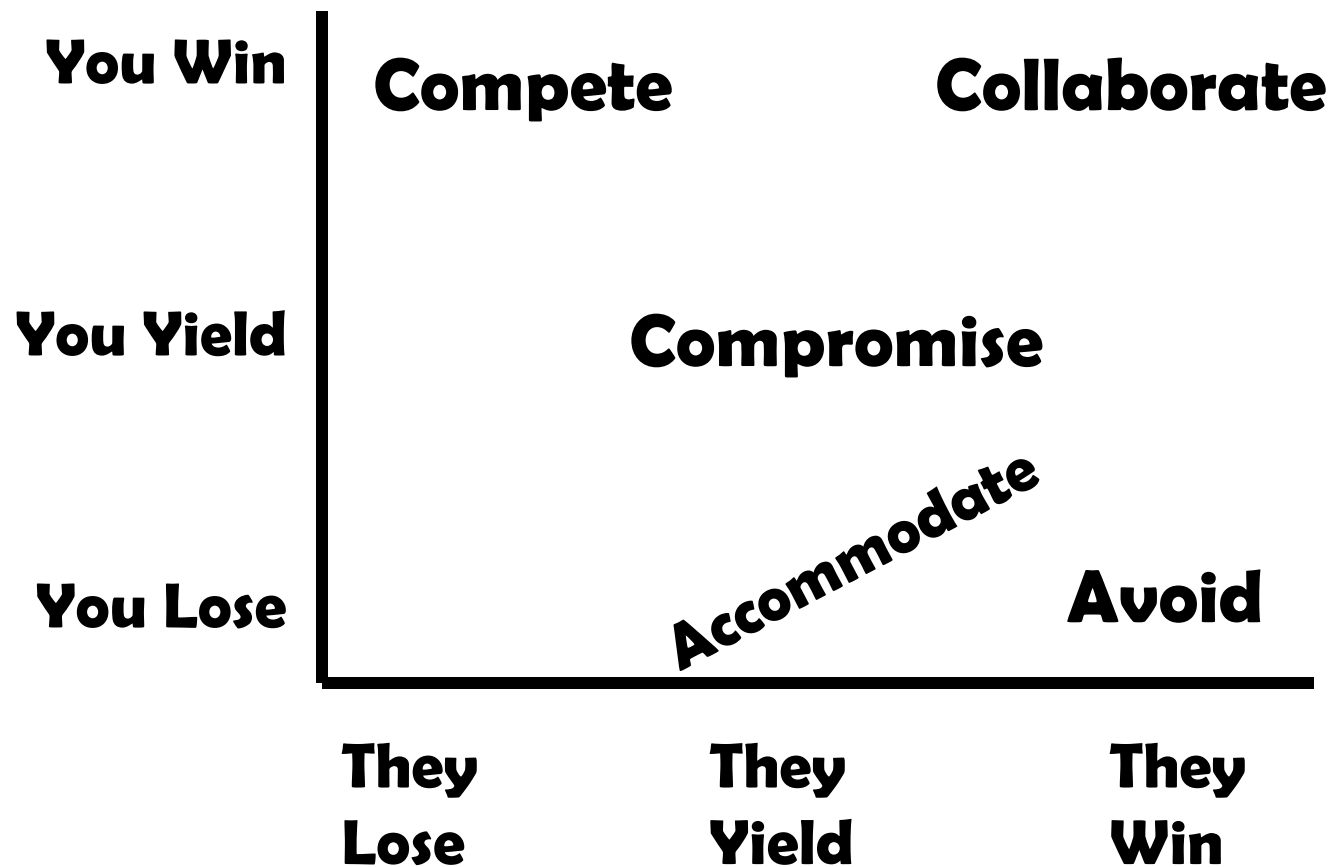 You Win
Compete
Collaborate
You Yield
Compromise
Accommodate
You Lose
Avoid
They
Lose
They
Yield
They
Win